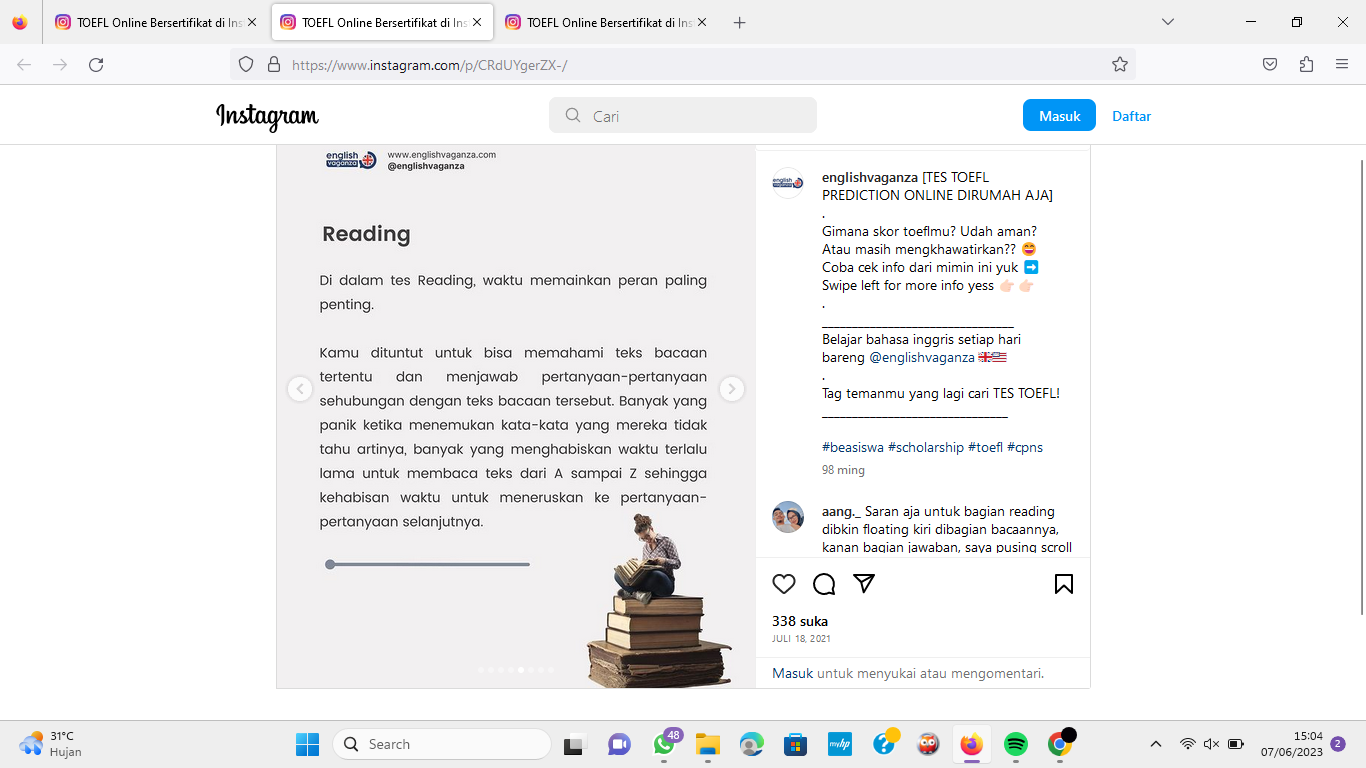 TOEFL Online Bersertifikat di Ins
TOEFL Online Bersertifikat di Ins
TOEFL Online Bersertifikat di Ins
https://www.instagram.com/p/CRdUYgerZX-/
Instagram
Cari
Masuk
Daftar
english
vaganza
www.englishvaganza.com
@englishvaganza
Reading
Di dalam tes Reading, waktu memainkan peran paling
penting.
Kamu dituntut untuk bisa memahami teks bacaan
tertentu dan menjawab pertanyaan-pertanyaan
sehubungan dengan teks bacaan tersebut. Banyak yang
panik ketika menemukan kata-kata yang mereka tidak
tahu artinya, banyak yang menghabiskan waktu terlalu
lama untuk membaca teks dari A sampai Z sehingga
kehabisan waktu untuk meneruskan ke pertanyaan-
pertanyaan selanjutnya.
englishvaganza [TES TOEFL
PREDICTION ONLINE DIRUMAH AJA]
.
Gimana skor toeflmu? Udah aman?
Atau masih mengkhawatirkan?? 😄
Coba cek info dari mimin ini yuk ➡️
Swipe left for more info yess 👉🏻 👉🏻
.
________________________________
Belajar bahasa inggris setiap hari
bareng @englishvaganza 🇬🇧🇺🇸
.
Tag temanmu yang lagi cari TES TOEFL!
_______________________________
#beasiswa #scholarship #toefl #cpns
98 ming
aang._ Saran aja untuk bagian reading
dibkin floating kiri dibagian bacaannya,
kanan bagian jawaban, saya pusing scroll
338 suka
JULI 18, 2021
Masuk untuk menyukai atau mengomentari.
31°C
Hujan
Search
48
myhp
15:04
07/06/2023
2